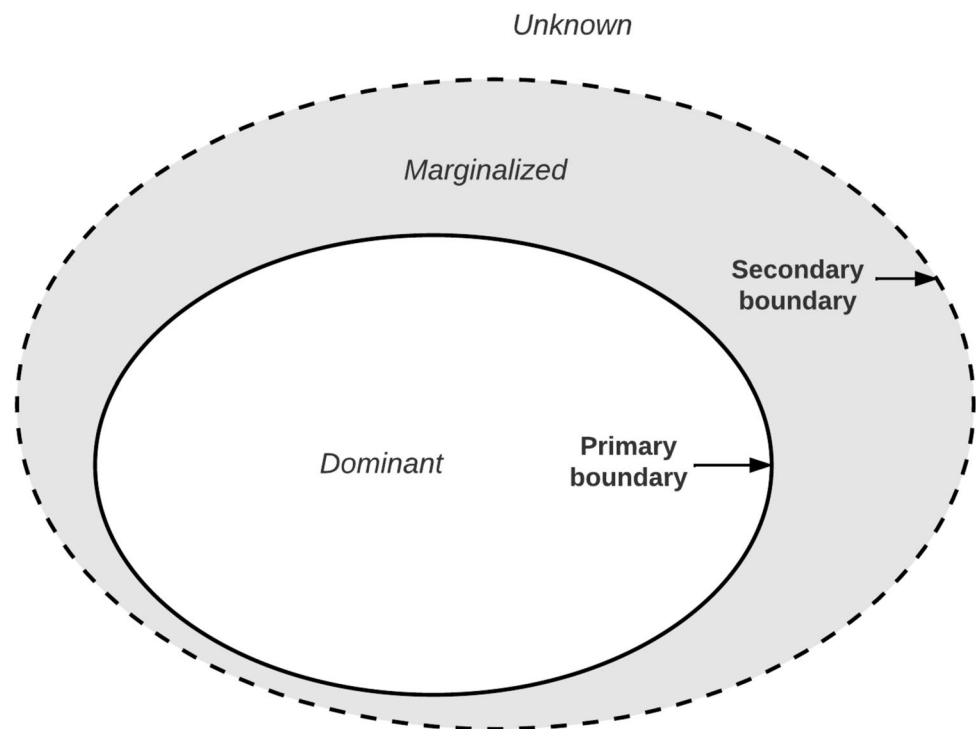 Unknown
Marginalized
Secondary
boundary
Primary
boundary
Dominant